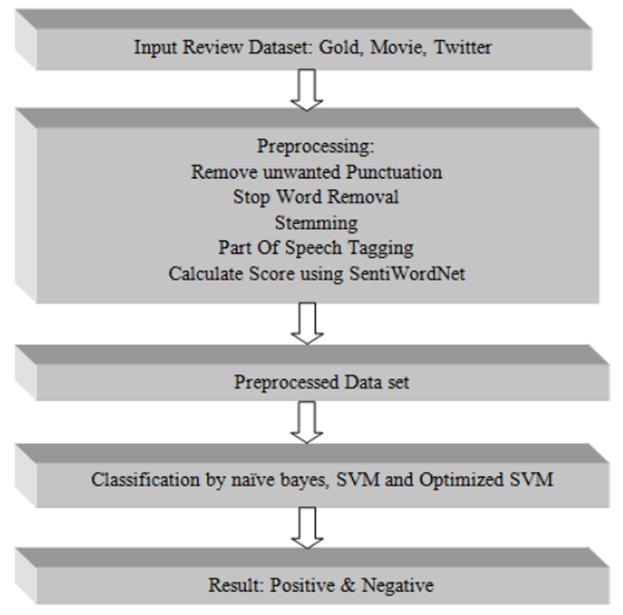 Input Review Dataset: Gold, Movie, Twitter
Preprocessing:
Remove unwanted Punctuation
Stop Word Removal
Stemming
Part Of Speech Tagging
Calculate Score using SentiWordNet
Preprocessed Data set
Classification by naïve bayes, SVM and Optimized SVM
Result: Positive & Negative